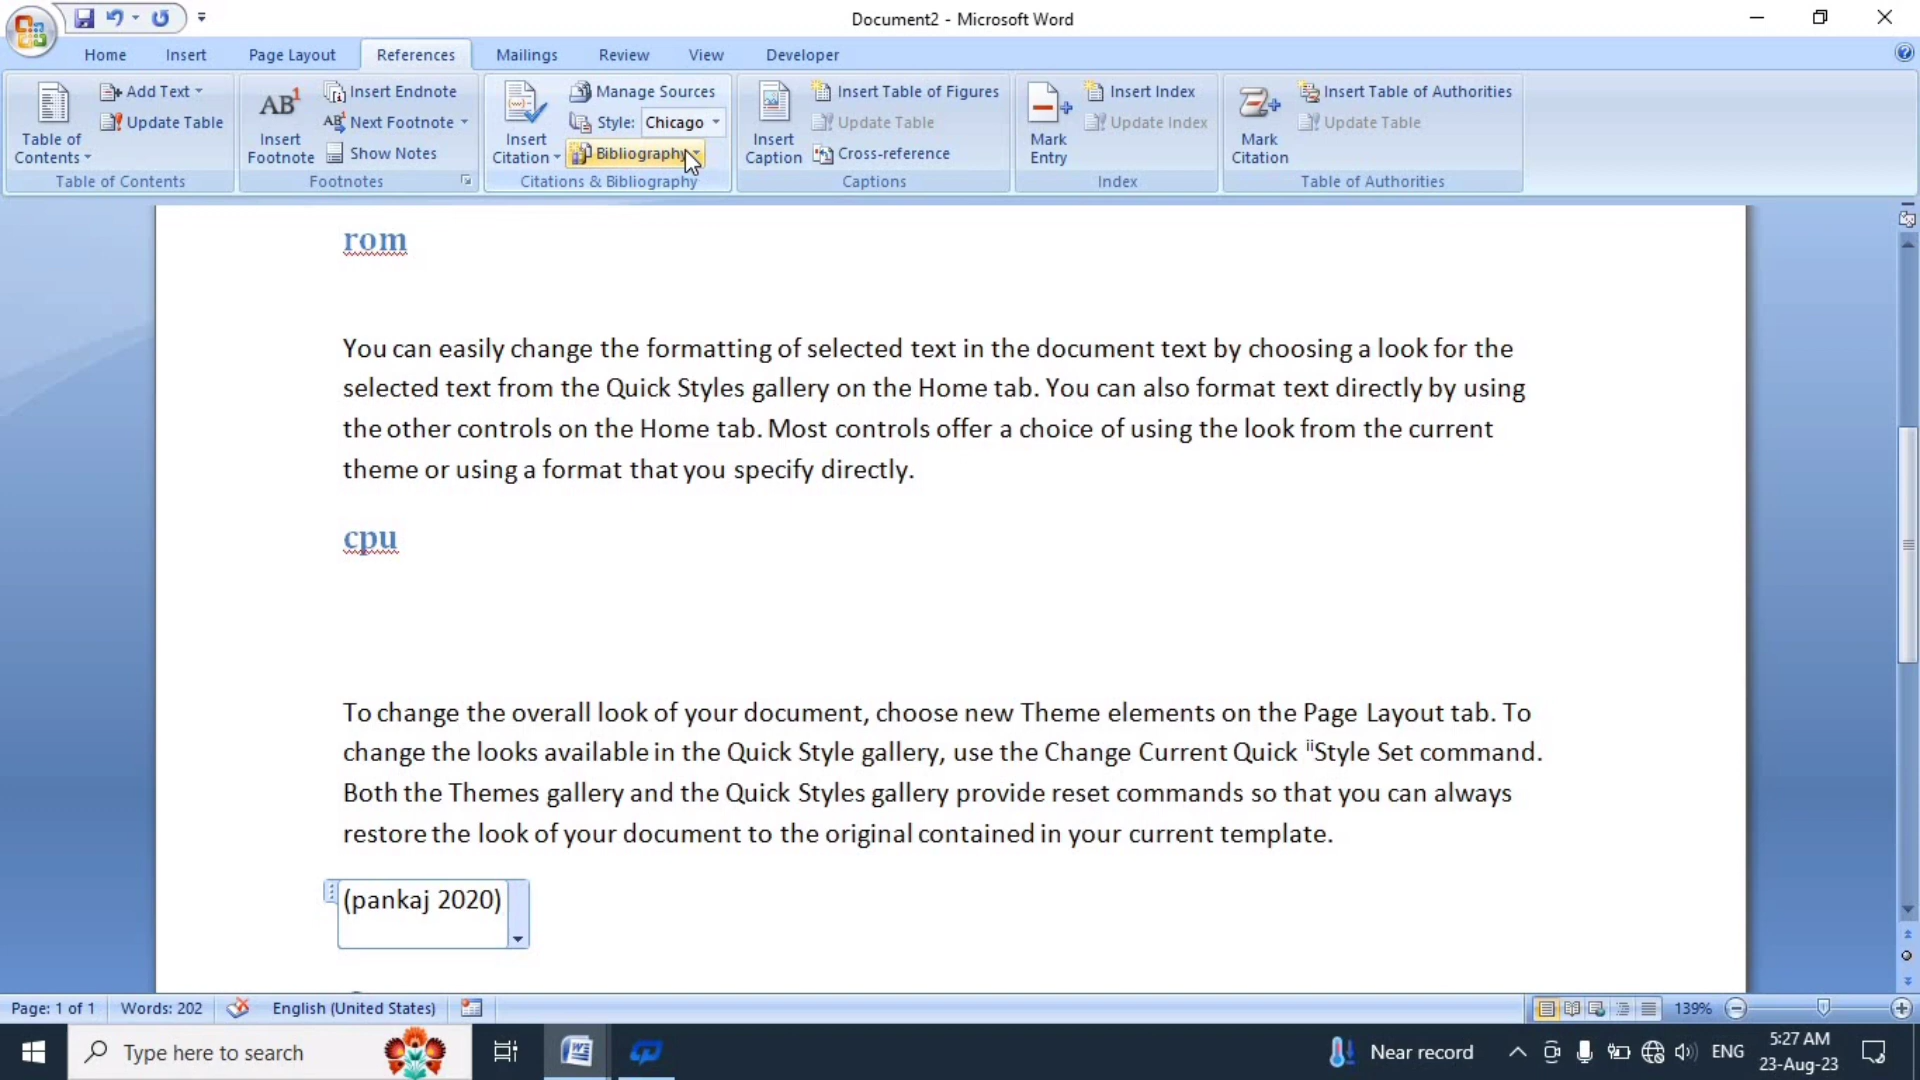 Document2 - Microsoft Word
Home Insert Page Layout References Mailings Review View Developer
Table of Contents
Add Text
Update Table
Table of Contents
AB1 Insert Footnote
Insert Endnote
Next Footnote
Show Notes
Footnotes
Insert Citation
Manage Sources
Style: Chicago
Bibliography
Citations & Bibliography
Insert Caption
Insert Table of Figures
Update Table
Cross-reference
Captions
Mark Entry
Insert Index
Update Index
Index
Mark Citation
Insert Table of Authorities
Update Table
Table of Authorities
rom
You can easily change the formatting of selected text in the document text by choosing a look for the
selected text from the Quick Styles gallery on the Home tab. You can also format text directly by using
the other controls on the Home tab. Most controls offer a choice of using the look from the current
theme or using a format that you specify directly.
cpu
To change the overall look of your document, choose new Theme elements on the Page Layout tab. To
change the looks available in the Quick Style gallery, use the Change Current Quick iiStyle Set command.
Both the Themes gallery and the Quick Styles gallery provide reset commands so that you can always
restore the look of your document to the original contained in your current template.
(pankaj 2020)
Page: 1 of 1 Words: 202 English (United States) 139%
Type here to search Near record ENG 5:27 AM
23-Aug-23